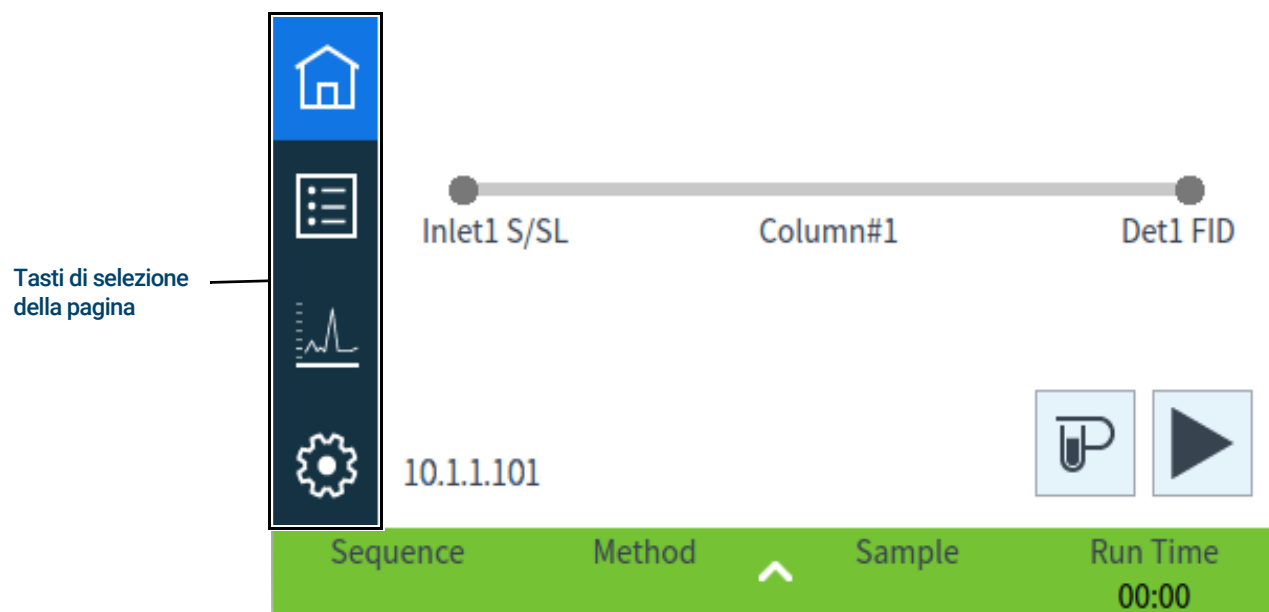 Inlet1 S/SL Column#1 Det1 FID
Tasti di selezione
della pagina
10.1.1.101
Sequence Method Sample Run Time
00:00